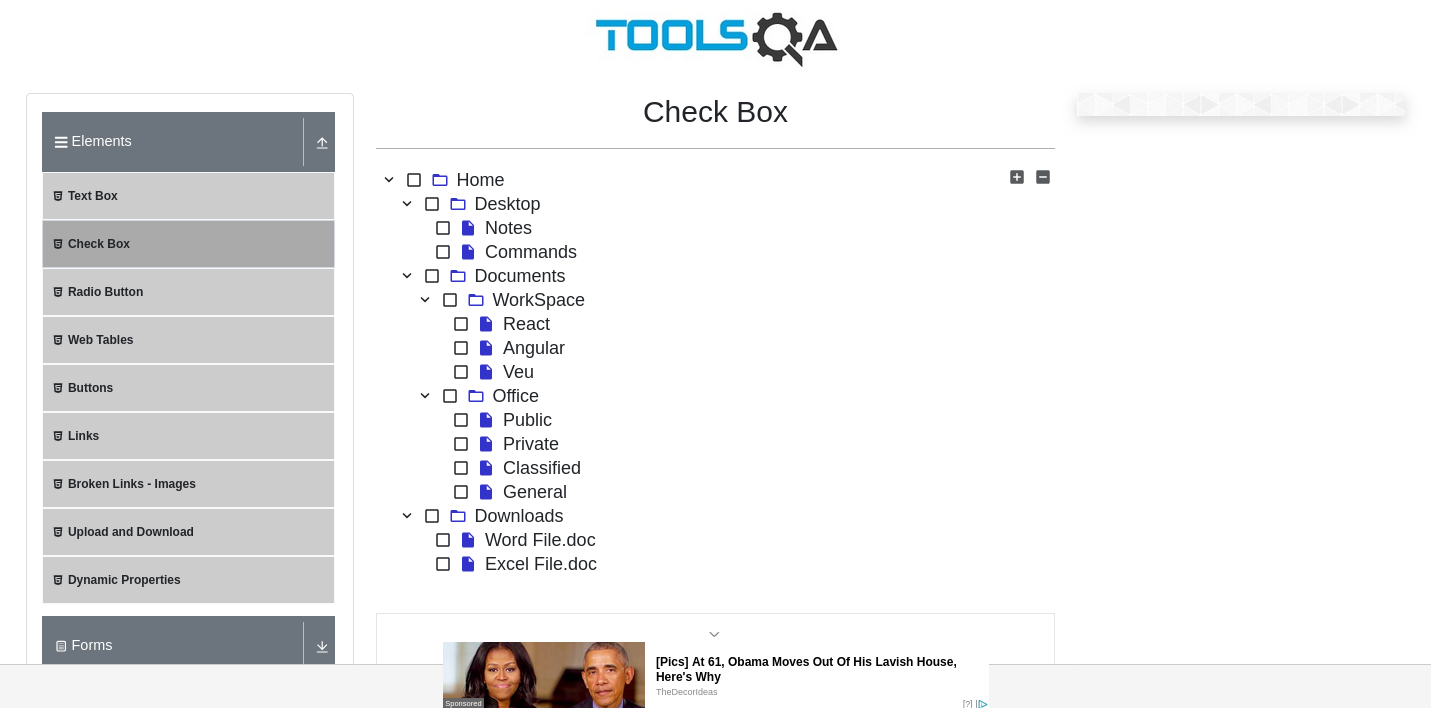 TOOLSQA
Check Box
Elements
Text Box
Check Box
Radio Button
Web Tables
Buttons
Links
Broken Links - Images
Upload and Download
Dynamic Properties
Forms
Home
Desktop
Notes
Commands
Documents
WorkSpace
React
Angular
Veu
Office
Public
Private
Classified
General
Downloads
Word File.doc
Excel File.doc
Sponsored
[Pics] At 61, Obama Moves Out Of His Lavish House,
Here's Why
TheDecorIdeas
[?]